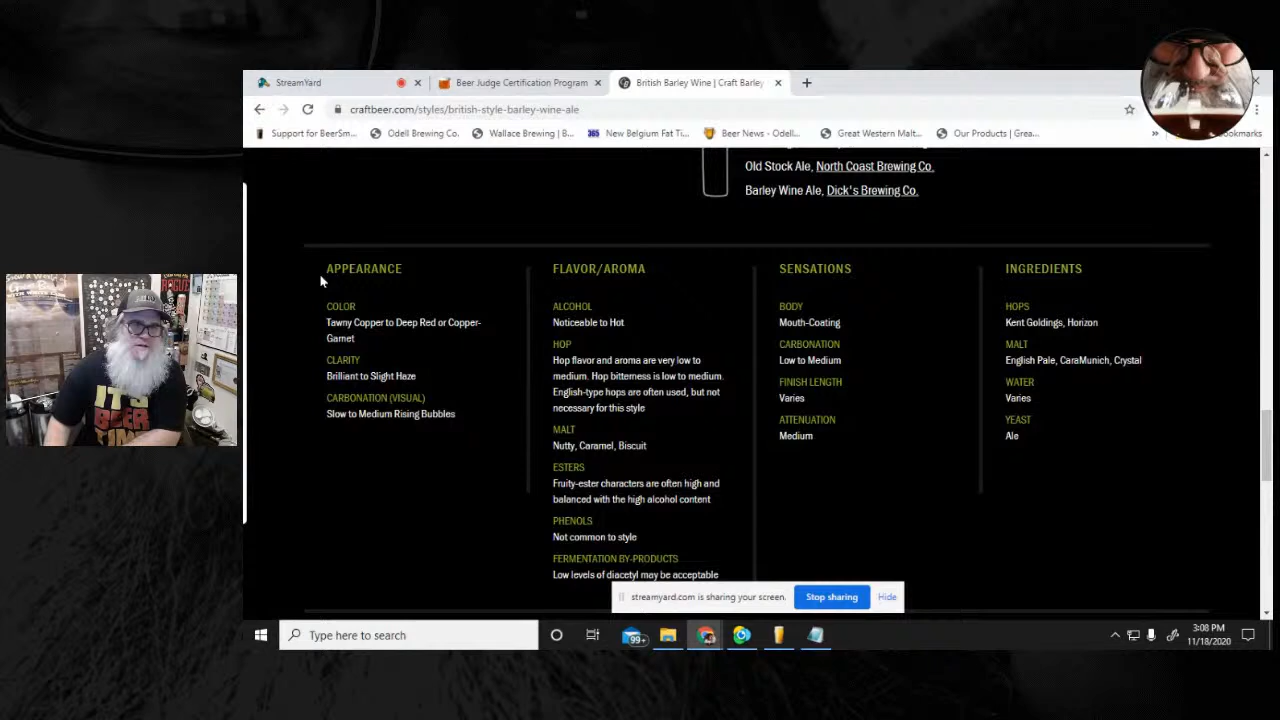 StreamYard
Beer Judge Certification Program
British Barley Wine | Craft Barley
craftbeer.com/styles/british-style-barley-wine-ale
Support for BeerSm...
Odell Brewing Co.
Wallace Brewing | B...
365 New Belgium Fat Ti...
Beer News - Odell...
Great Western Malt...
Our Products | Grea...
»
okmarks
Old Stock Ale, North Coast Brewing Co.
Barley Wine Ale, Dick's Brewing Co.
APPEARANCE
COLOR
Tawny Copper to Deep Red or Copper-
Garnet
CLARITY
Brilliant to Slight Haze
CARBONATION (VISUAL)
Slow to Medium Rising Bubbles
FLAVOR/AROMA
ALCOHOL
Noticeable to Hot
HOP
Hop flavor and aroma are very low to
medium. Hop bitterness is low to medium.
English-type hops are often used, but not
necessary for this style
MALT
Nutty, Caramel, Biscuit
ESTERS
Fruity-ester characters are often high and
balanced with the high alcohol content
PHENOLS
Not common to style
FERMENTATION BY-PRODUCTS
Low levels of diacetyl may be acceptable
SENSATIONS
BODY
Mouth-Coating
CARBONATION
Low to Medium
FINISH LENGTH
Varies
ATTENUATION
Medium
INGREDIENTS
HOPS
Kent Goldings, Horizon
MALT
English Pale, CaraMunich, Crystal
WATER
Varies
YEAST
Ale
IT'S
BEER
TIME
streamyard.com is sharing your screen.
Stop sharing
Hide
Type here to search
99+
3:08 PM
11/18/2020